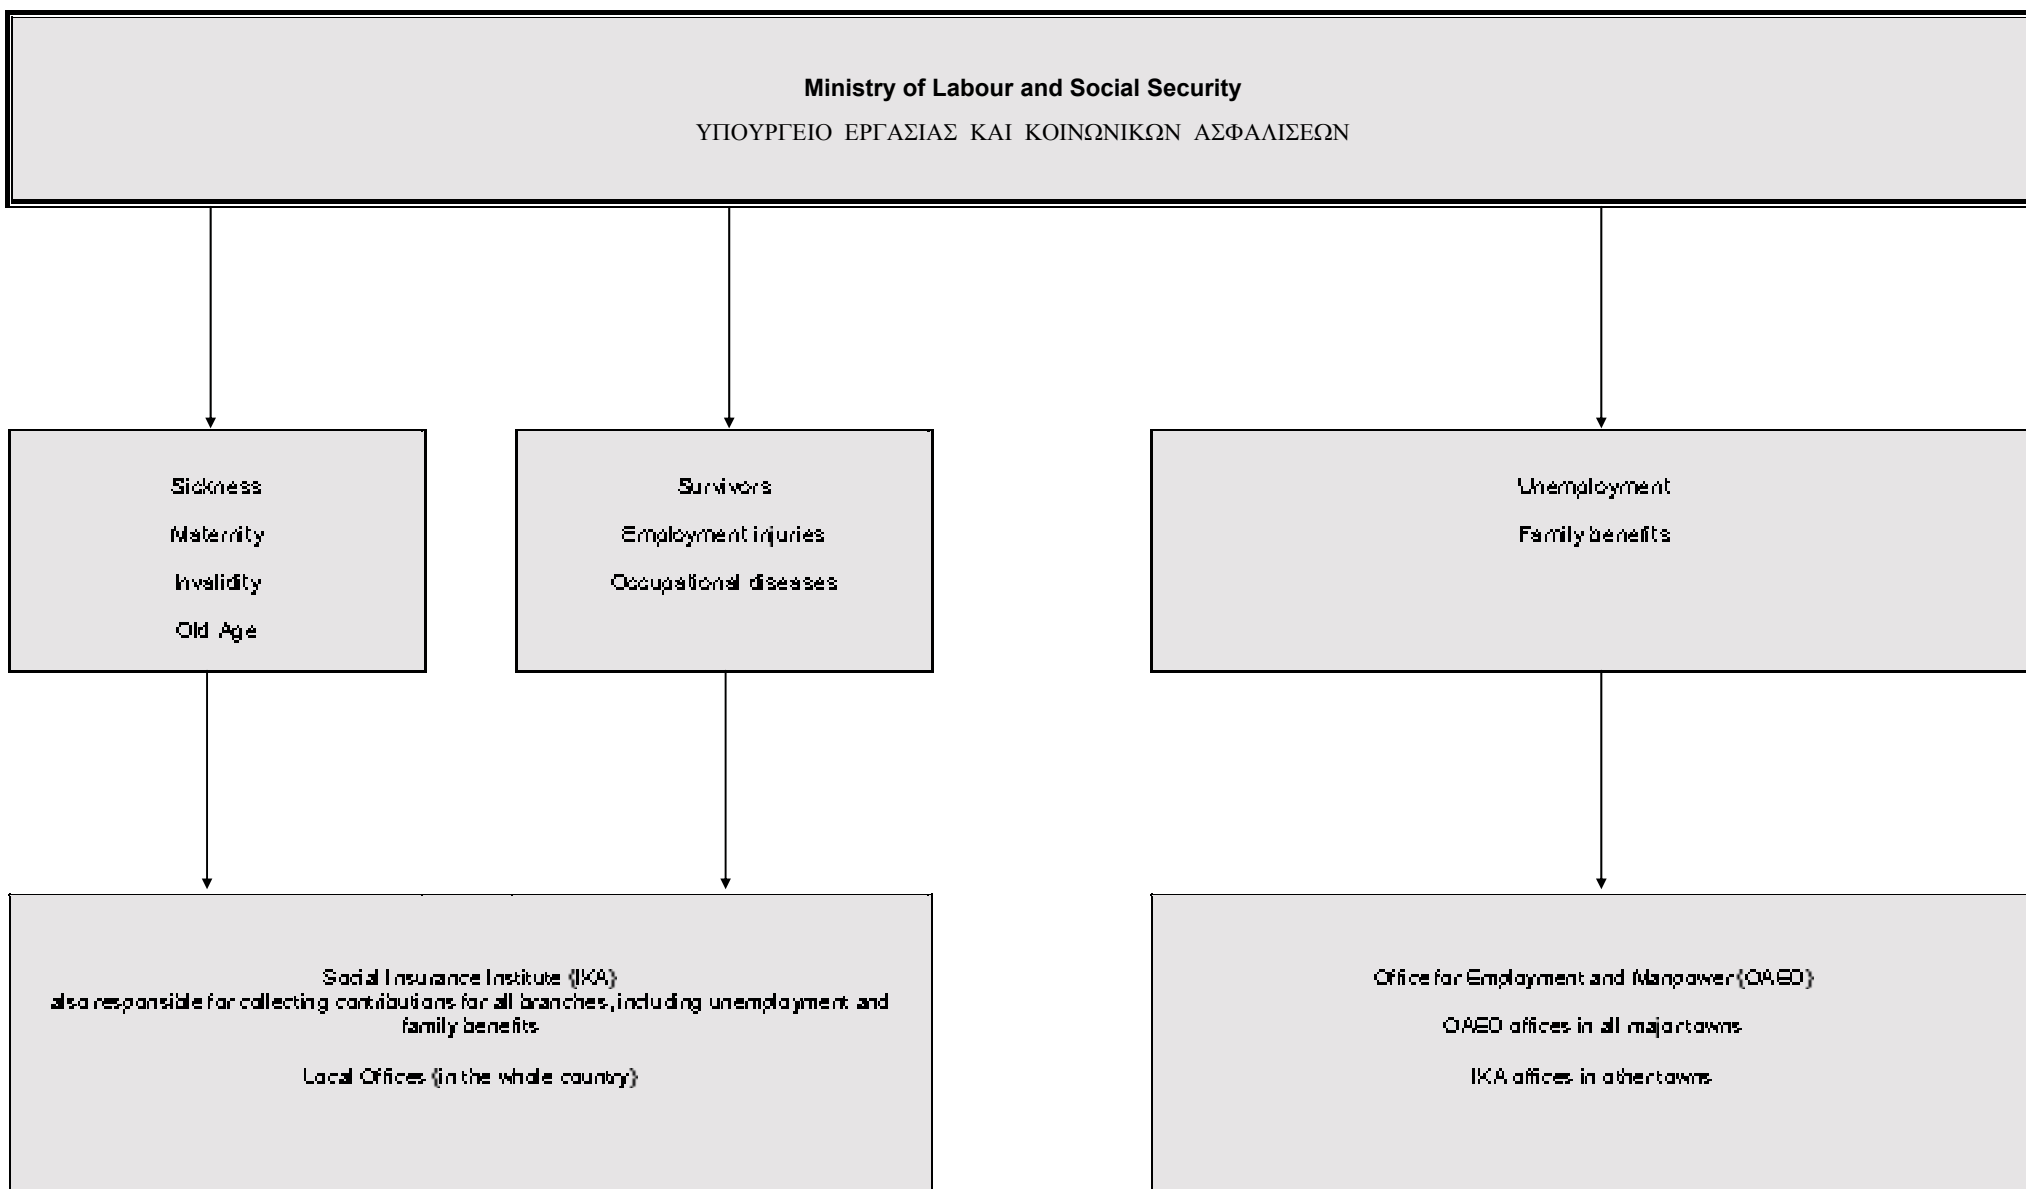 Ministry of Labour and Social Security
ΥΠΟΥΡΓΕΙΟ ΕΡΓΑΣΙΑΣ ΚΑΙ ΚΟΙΝΩΝΙΚΩΝ ΑΣΦΑΛΙΣΕΩΝ
Sickness
Maternity
Invalidity
Old Age
Survivors
Employment injuries
Occupational diseases
Unemployment
Family benefits
Social Insurance Institute (IKA)
also responsible for collecting contributions for all branches, including unemployment and
family benefits
Local Offices (in the whole country)
Office for Employment and Manpower (OAED)
OAED offices in all major towns
IKA offices in other towns